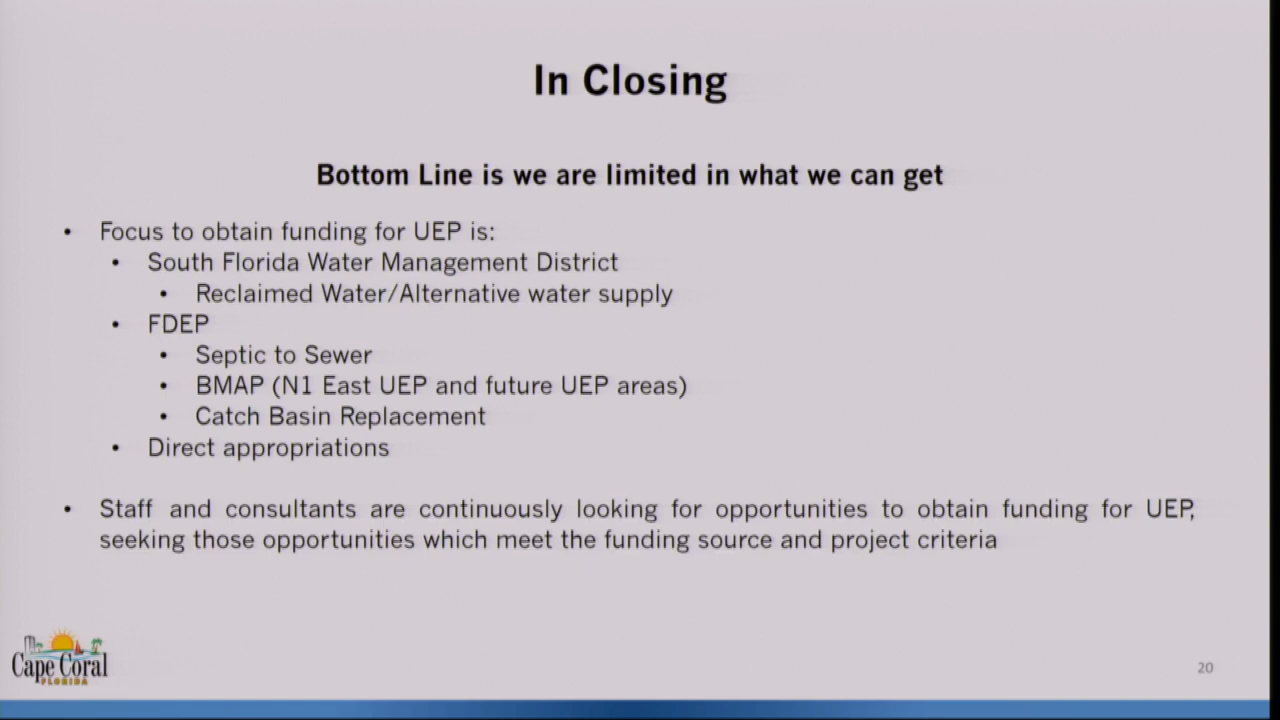 In Closing
Bottom Line is we are limited in what we can get
• Focus to obtain funding for UEP is:
• South Florida Water Management District
• Reclaimed Water/Alternative water supply
• FDEP
• Septic to Sewer
• BMAP (N1 East UEP and future UEP areas)
• Catch Basin Replacement
• Direct appropriations
• Staff and consultants are continuously looking for opportunities to obtain funding for UEP,
seeking those opportunities which meet the funding source and project criteria
Cape Coral
FLORIDA
20